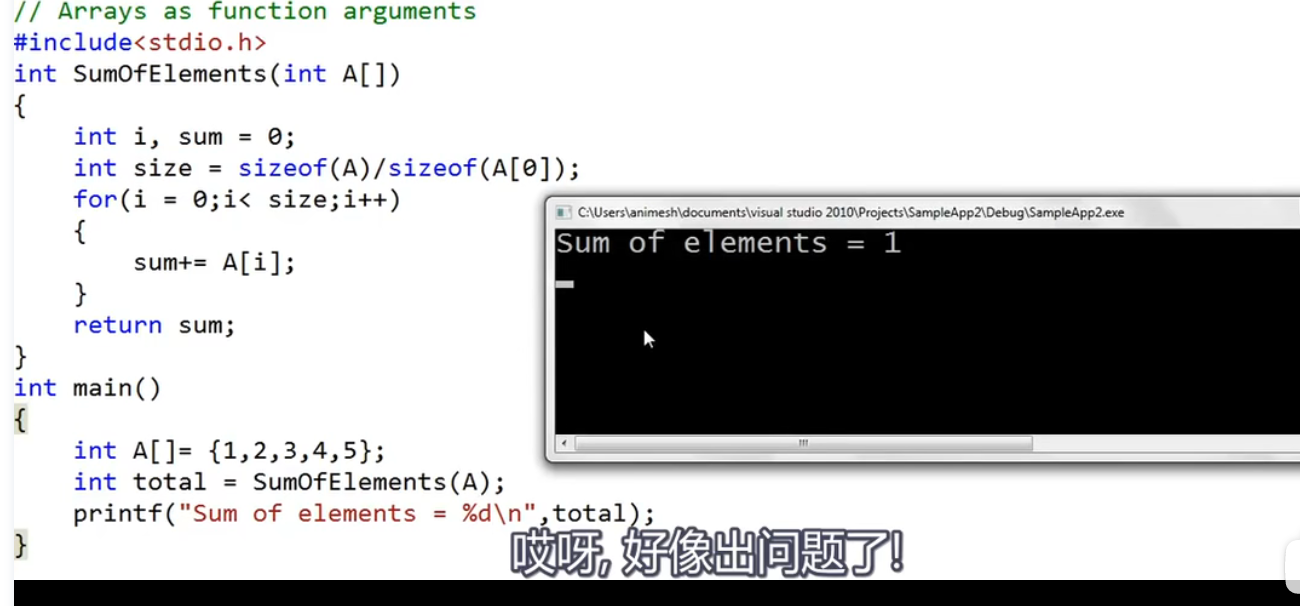 // Arrays as function arguments
#include<stdio.h>
int SumOfElements(int A[])
{
    int i, sum = 0;
    int size = sizeof(A)/sizeof(A[0]);
    for(i = 0;i< size;i++)
    {
        sum+= A[i];
    }
    return sum;
}
int main()
{
    int A[]= {1,2,3,4,5};
    int total = SumOfElements(A);
    printf("Sum of elements = %d\n",total);
}
C:\Users\animesh\documents\visual studio 2010\Projects\SampleApp2\Debug\SampleApp2.exe
Sum of elements = 1
哎呀, 好像出问题了!